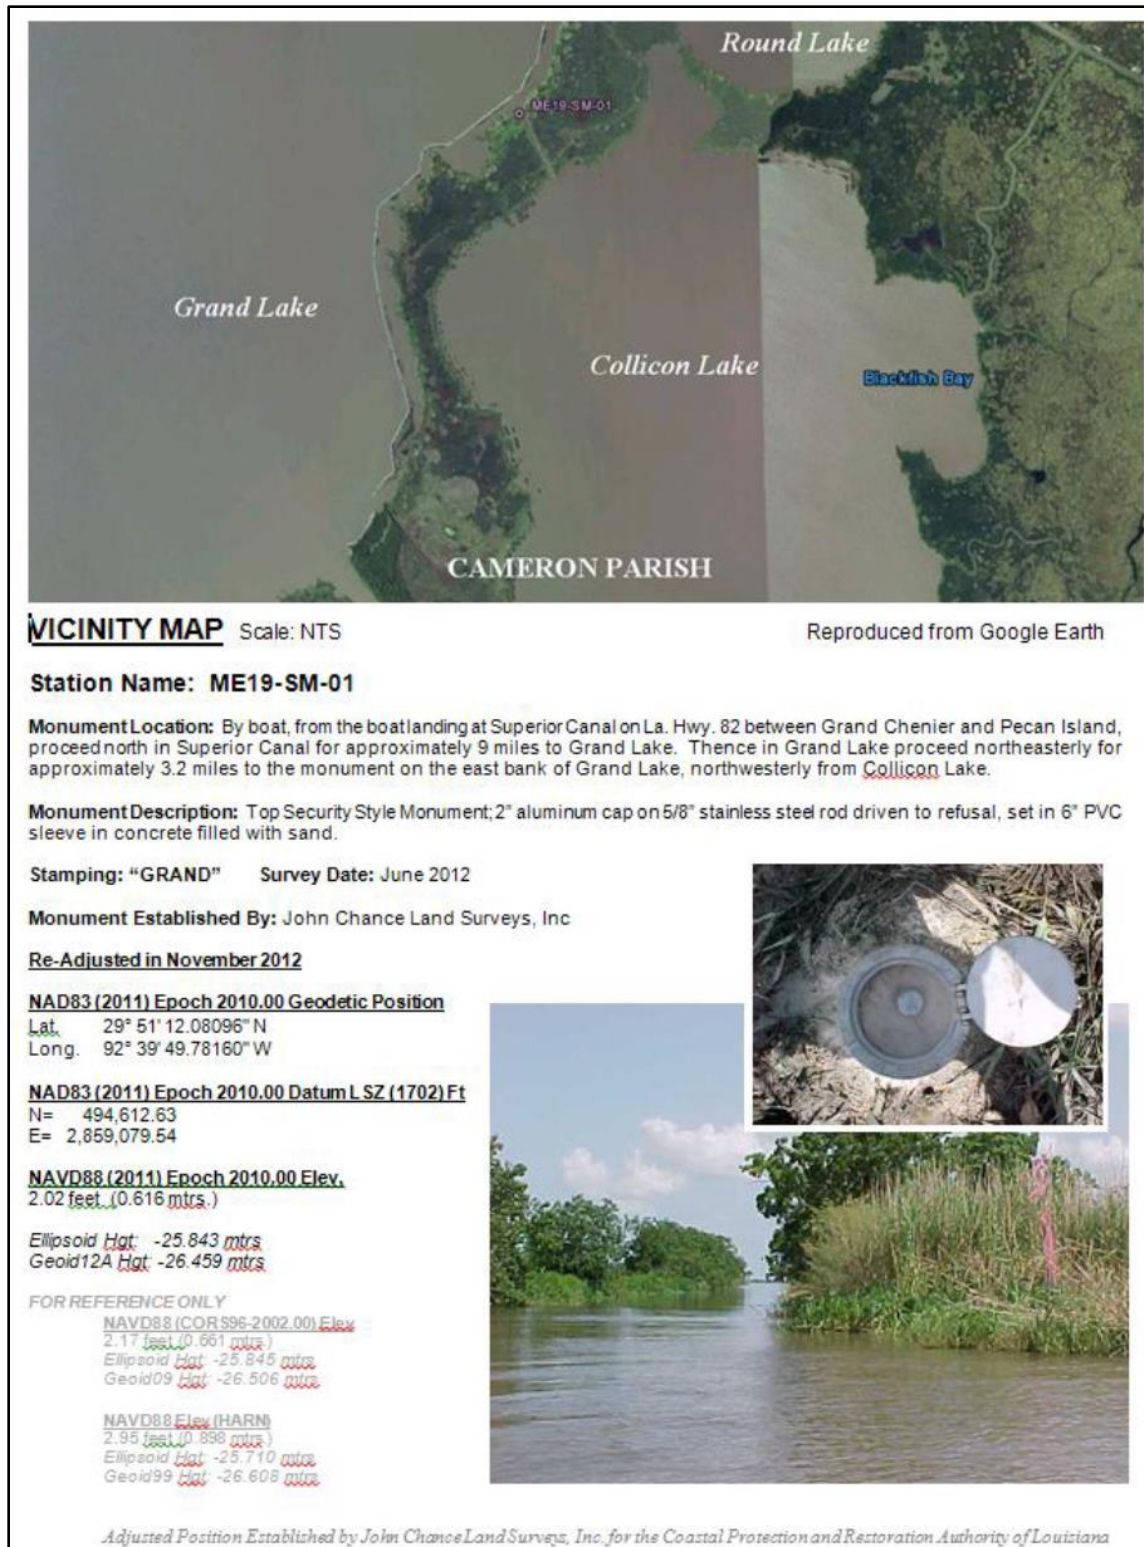 Round Lake
ME19-SM-01
Grand Lake
Collicon Lake
Blackfish Bay
CAMERON PARISH
VICINITY MAP Scale: NTS Reproduced from Google Earth
Station Name: ME19-SM-01
Monument Location: By boat, from the boat landing at Superior Canal on La. Hwy. 82 between Grand Chenier and Pecan Island,
proceed north in Superior Canal for approximately 9 miles to Grand Lake. Thence in Grand Lake proceed northeasterly for
approximately 3.2 miles to the monument on the east bank of Grand Lake, northwesterly from Collicon Lake.
Monument Description: Top Security Style Monument; 2" aluminum cap on 5/8" stainless steel rod driven to refusal, set in 6" PVC
sleeve in concrete filled with sand.
Stamping: “GRAND” Survey Date: June 2012
Monument Established By: John Chance Land Surveys, Inc
Re-Adjusted in November 2012
NAD83 (2011) Epoch 2010.00 Geodetic Position
Lat. 29° 51' 12.08096" N
Long. 92° 39' 49.78160" W
NAD83 (2011) Epoch 2010.00 Datum LSZ (1702) Ft
N= 494,612.63
E= 2,859,079.54
NAVD88 (2011) Epoch 2010.00 Elev.
2.02 feet (0.616 mtrs.)
Ellipsoid Hgt: -25.843 mtrs
Geoid12A Hgt: -26.459 mtrs
FOR REFERENCE ONLY
NAVD88 (CORS96-2002.00) Elev
2.17 feet (0.661 mtrs.)
Ellipsoid Hgt: -25.845 mtrs
Geoid09 Hgt: -26.506 mtrs
NAVD88 Elev (HARN)
2.95 feet (0.898 mtrs.)
Ellipsoid Hgt: -25.710 mtrs
Geoid99 Hgt: -26.608 mtrs
Adjusted Position Established by John Chance Land Surveys, Inc. for the Coastal Protection and Restoration Authority of Louisiana